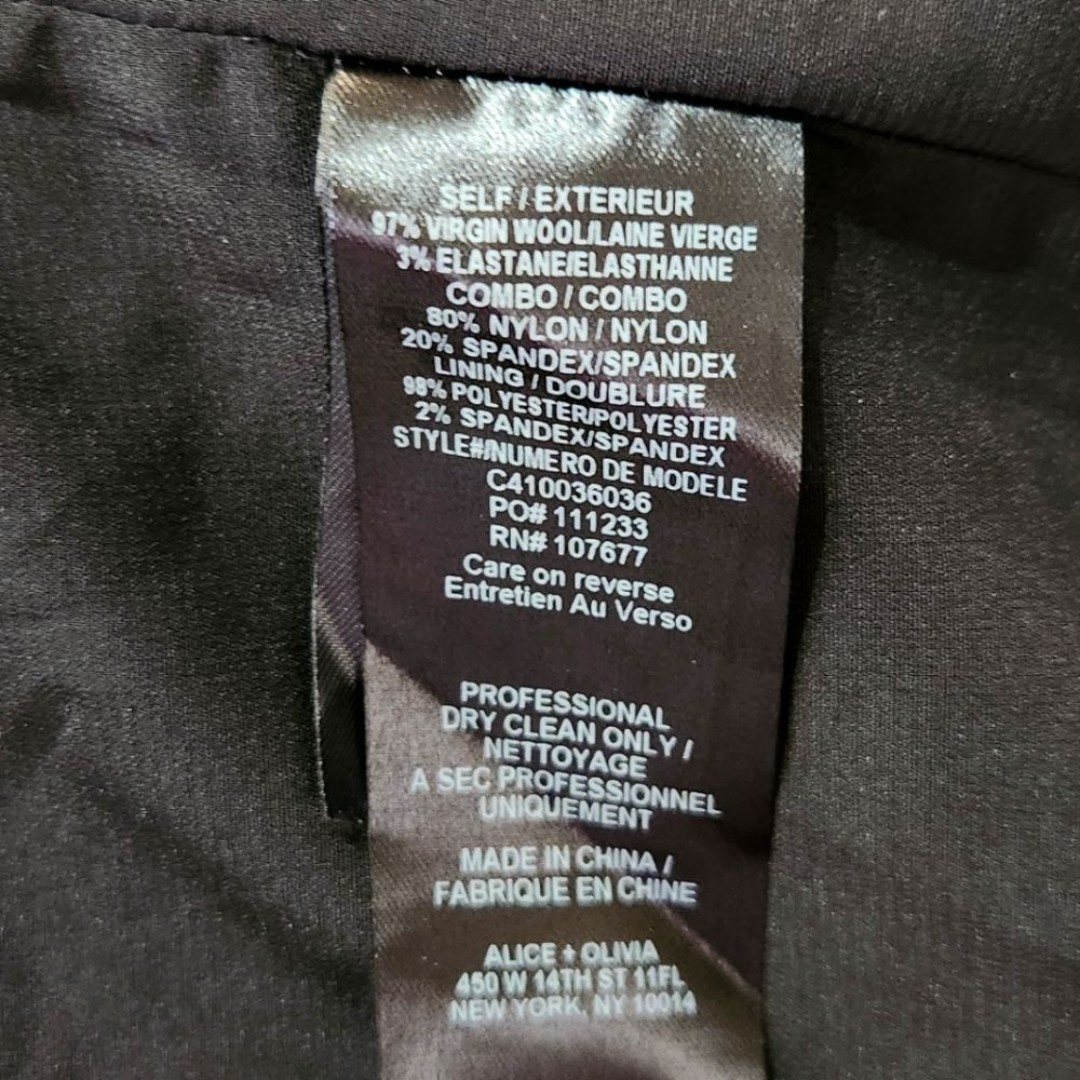 SELF / EXTERIEUR
97% VIRGIN WOOL/LAINE VIERGE
3% ELASTANE/ELASTHANNE
COMBO / COMBO
80% NYLON / NYLON
20% SPANDEX/SPANDEX
LINING / DOUBLURE
98% POLYESTER/POLYESTER
2% SPANDEX/SPANDEX
STYLE#/NUMERO DE MODELE
C410036036
PO# 111233
RN# 107677
Care on reverse
Entretien Au Verso
PROFESSIONAL
DRY CLEAN ONLY /
NETTOYAGE
A SEC PROFESSIONNEL
UNIQUEMENT
MADE IN CHINA /
FABRIQUE EN CHINE
ALICE + OLIVIA
450 W 14TH ST 11FL
NEW YORK, NY 10014